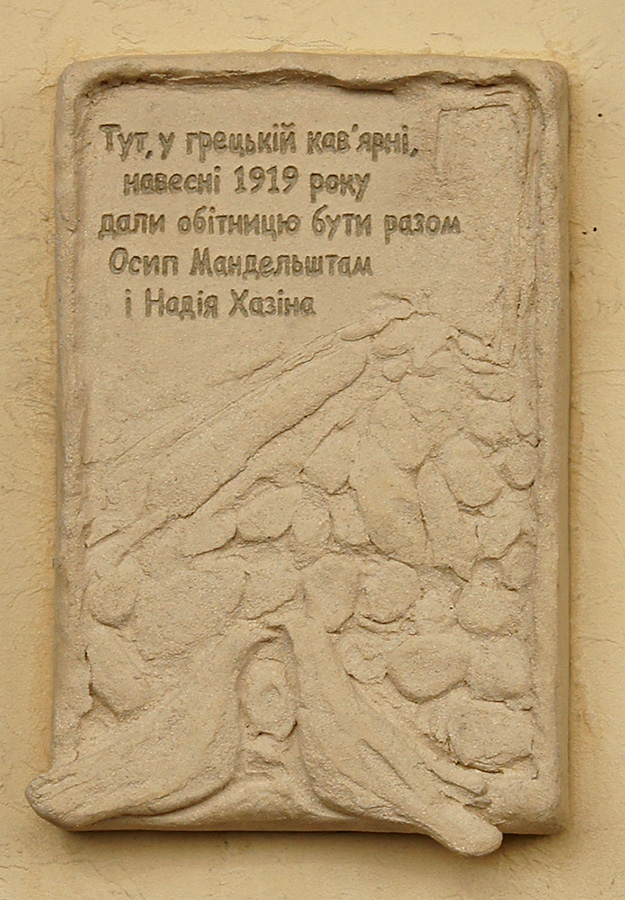 Тут, у грецькій кав'ярні,
навесні 1919 року
дали обітницю бути разом
Осип Мандельштам
і Надія Хазіна